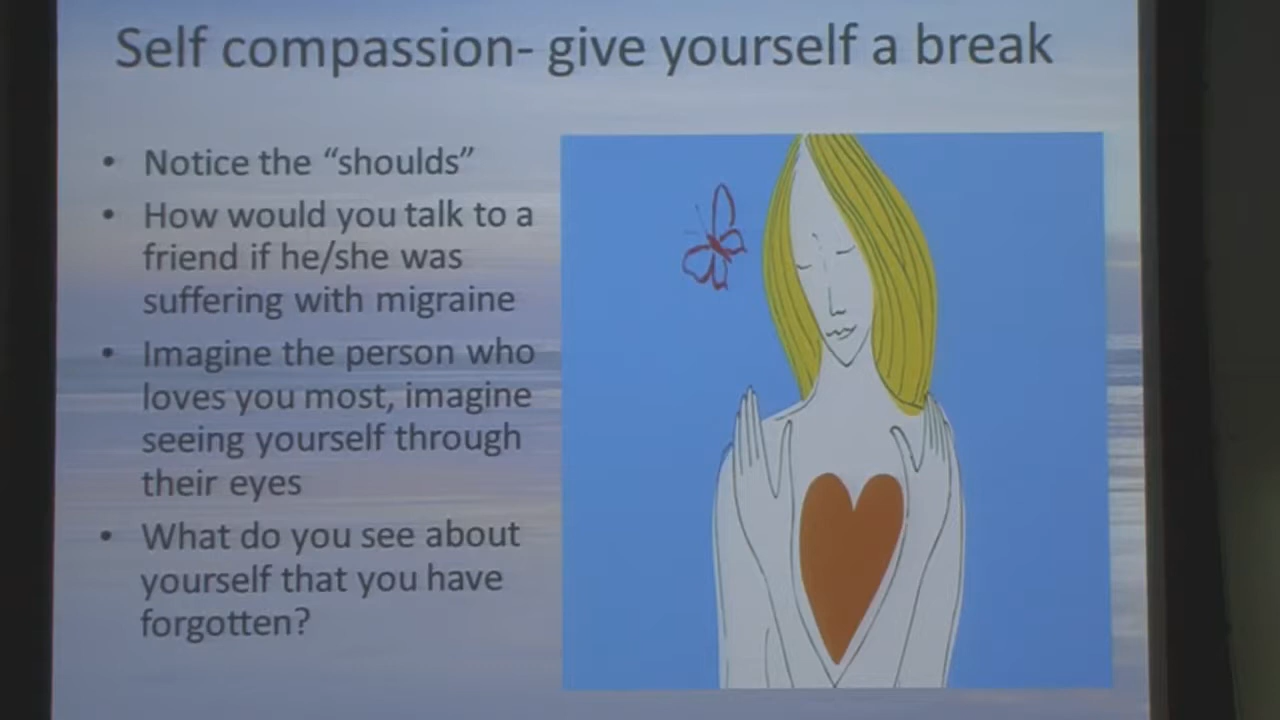 Self compassion- give yourself a break
• Notice the “shoulds”
• How would you talk to a
friend if he/she was
suffering with migraine
• Imagine the person who
loves you most, imagine
seeing yourself through
their eyes
• What do you see about
yourself that you have
forgotten?